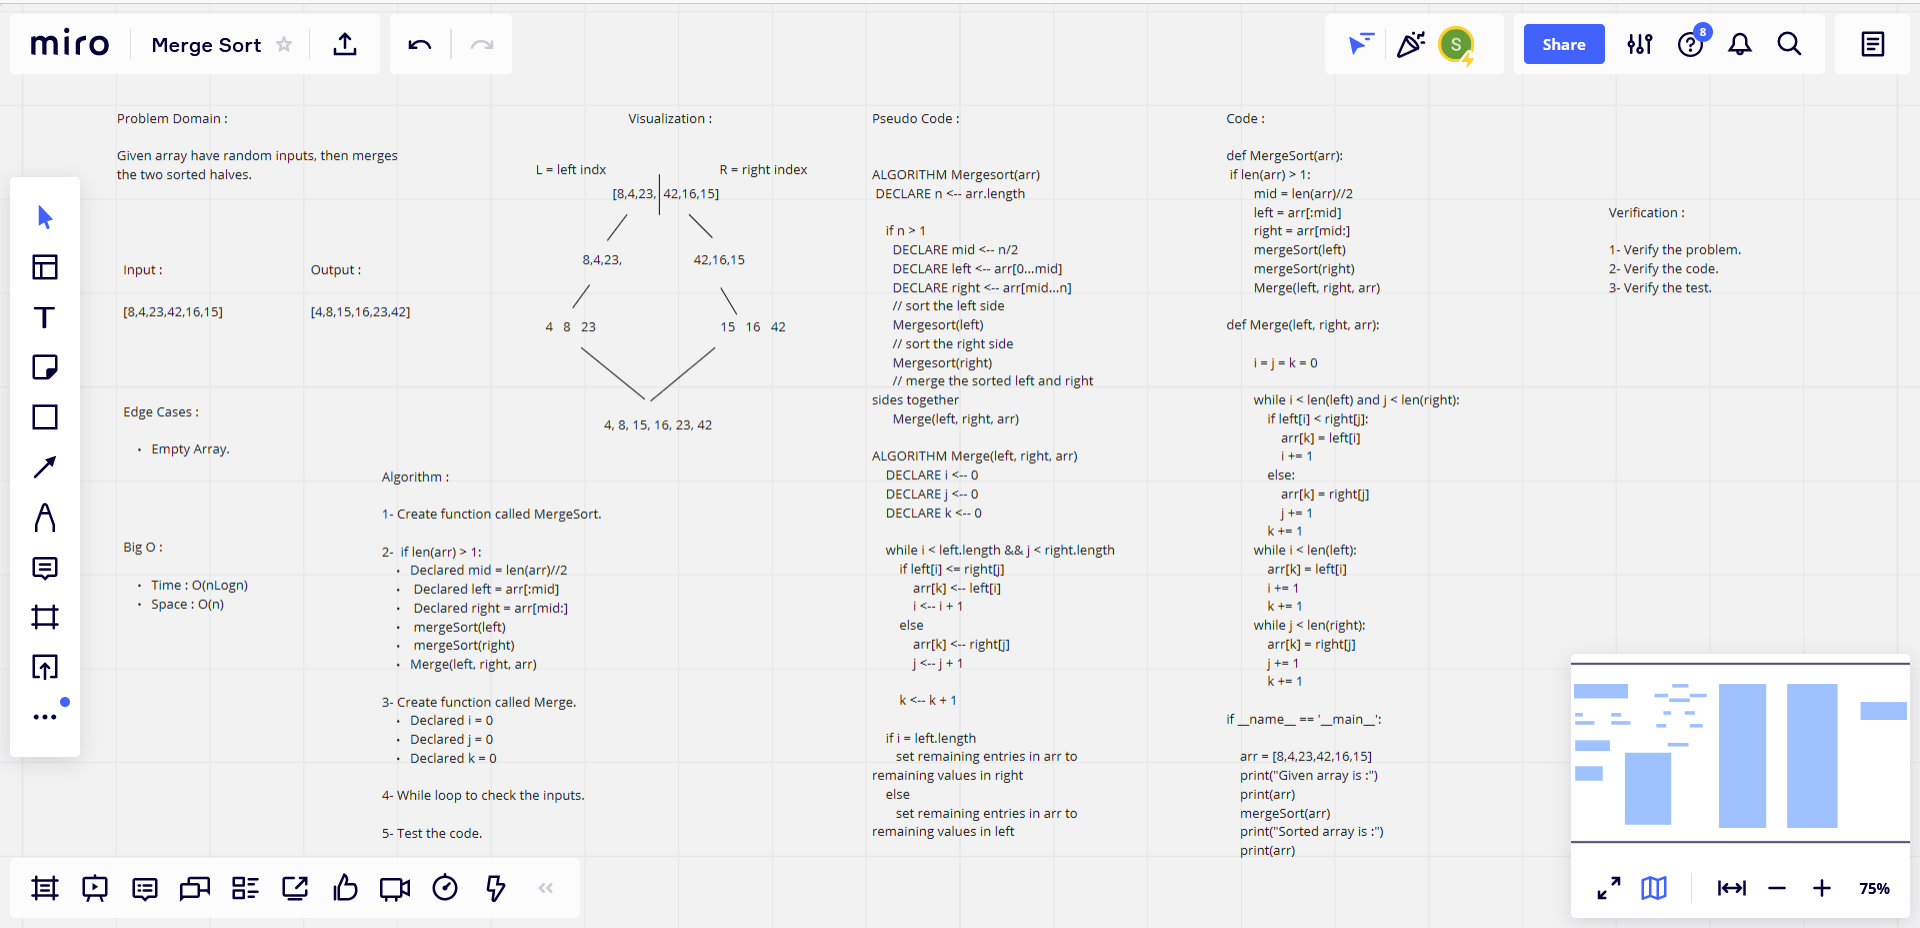 miro
Merge Sort
S
Share
8
Problem Domain :
Given array have random inputs, then merges
the two sorted halves.
Input :
[8,4,23,42,16,15]
Output :
[4,8,15,16,23,42]
Edge Cases :
• Empty Array.
Big O :
• Time : O(nLogn)
• Space : O(n)
Visualization :
L = left indx
R = right index
[8,4,23, 42,16,15]
8,4,23,
42,16,15
4 8 23
15 16 42
4, 8, 15, 16, 23, 42
Algorithm :
1- Create function called MergeSort.
2- if len(arr) > 1:
• Declared mid = len(arr)//2
• Declared left = arr[:mid]
• Declared right = arr[mid:]
• mergeSort(left)
• mergeSort(right)
• Merge(left, right, arr)
3- Create function called Merge.
• Declared i = 0
• Declared j = 0
• Declared k = 0
4- While loop to check the inputs.
5- Test the code.
Pseudo Code :
ALGORITHM Mergesort(arr)
DECLARE n <-- arr.length
if n > 1
DECLARE mid <-- n/2
DECLARE left <-- arr[0...mid]
DECLARE right <-- arr[mid...n]
// sort the left side
Mergesort(left)
// sort the right side
Mergesort(right)
// merge the sorted left and right
sides together
Merge(left, right, arr)
ALGORITHM Merge(left, right, arr)
DECLARE i <-- 0
DECLARE j <-- 0
DECLARE k <-- 0
while i < left.length && j < right.length
if left[i] <= right[j]
arr[k] <-- left[i]
i <-- i + 1
else
arr[k] <-- right[j]
j <-- j + 1
k <-- k + 1
if i = left.length
set remaining entries in arr to
remaining values in right
else
set remaining entries in arr to
remaining values in left
Code :
def MergeSort(arr):
if len(arr) > 1:
mid = len(arr)//2
left = arr[:mid]
right = arr[mid:]
mergeSort(left)
mergeSort(right)
Merge(left, right, arr)
def Merge(left, right, arr):
i = j = k = 0
while i < len(left) and j < len(right):
if left[i] < right[j]:
arr[k] = left[i]
i += 1
else:
arr[k] = right[j]
j += 1
k += 1
while i < len(left):
arr[k] = left[i]
i += 1
k += 1
while j < len(right):
arr[k] = right[j]
j += 1
k += 1
if __name__ == '__main__':
arr = [8,4,23,42,16,15]
print("Given array is :")
print(arr)
mergeSort(arr)
print("Sorted array is :")
print(arr)
Verification :
1- Verify the problem.
2- Verify the code.
3- Verify the test.
75%